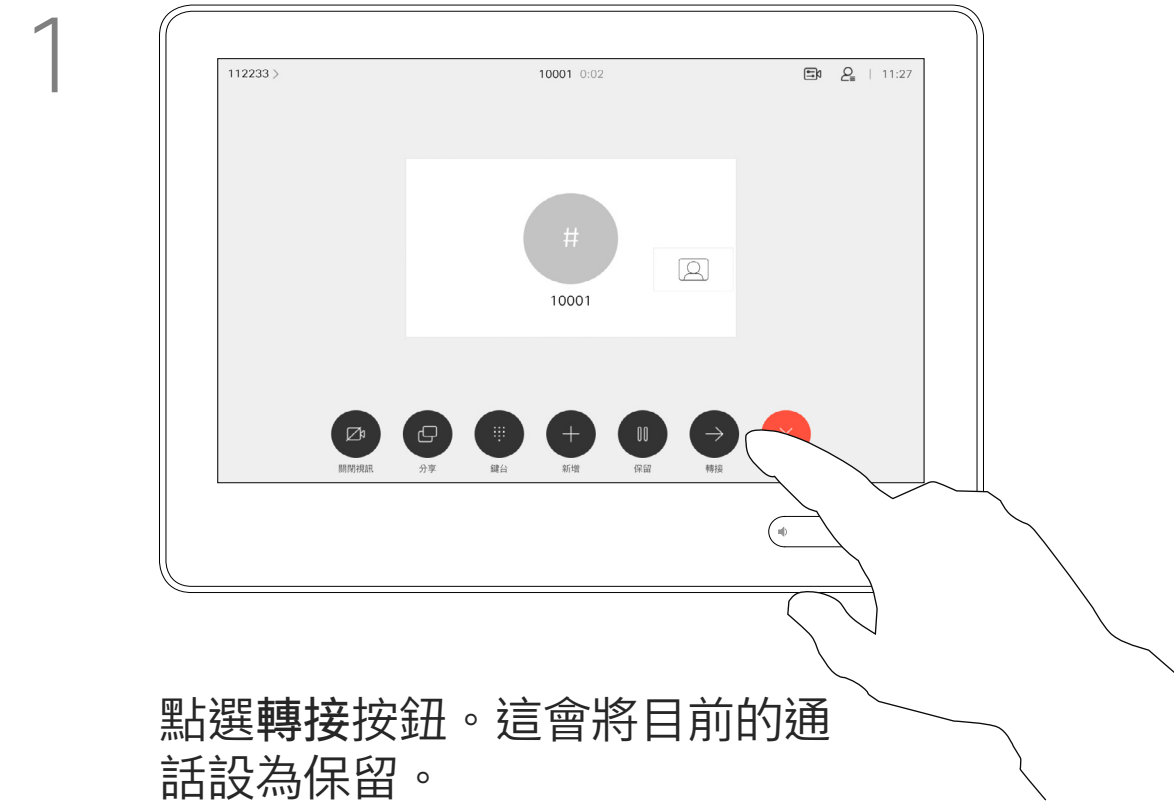 1
112233 >
10001 0:02
| 11:27
#
10001
關閉視訊
分享
鍵台
新增
保留
轉接
點選轉接按鈕。這會將目前的通
話設為保留。